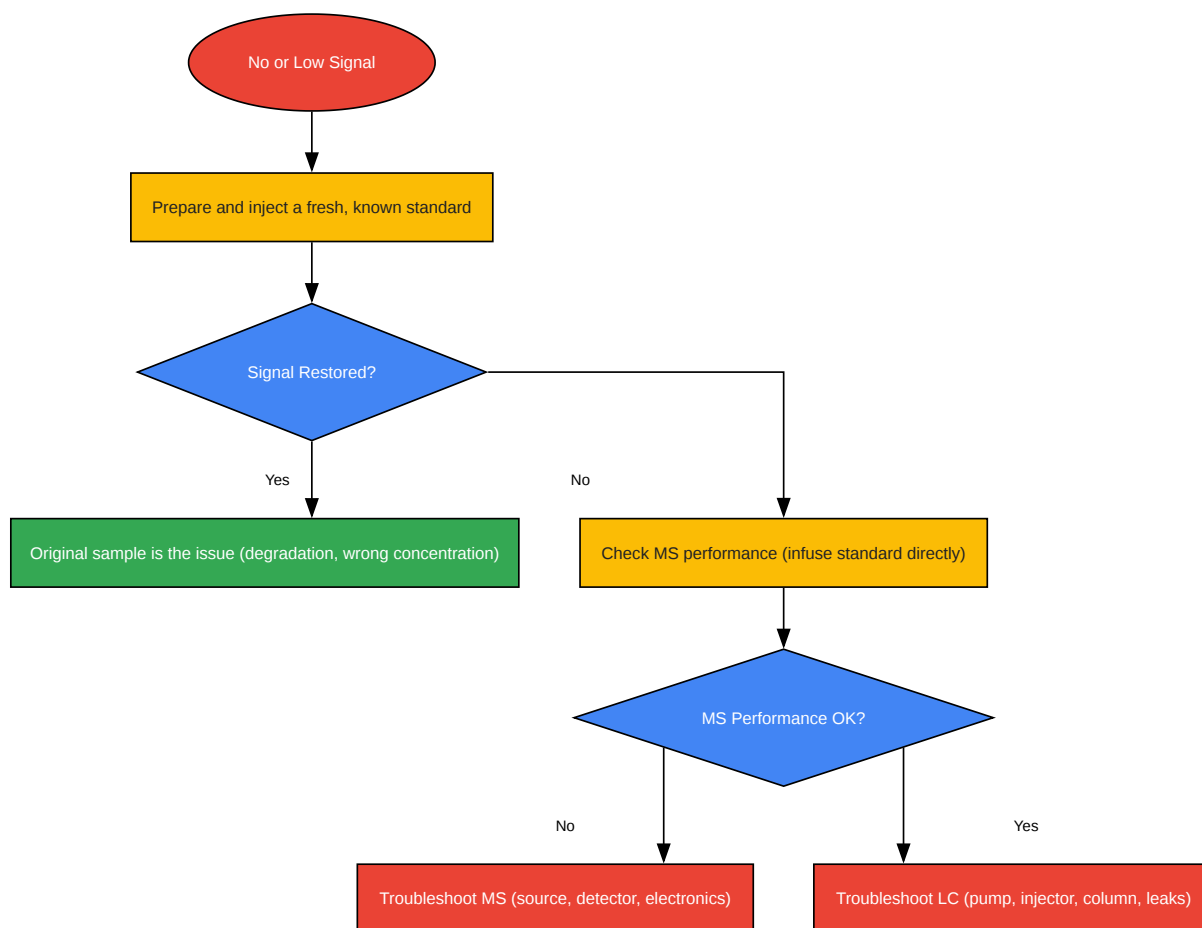 No or Low Signal
Prepare and inject a fresh, known standard
Signal Restored?
Yes
No
Original sample is the issue (degradation, wrong concentration)
Check MS performance (infuse standard directly)
MS Performance OK?
No
Yes
Troubleshoot MS (source, detector, electronics)
Troubleshoot LC (pump, injector, column, leaks)